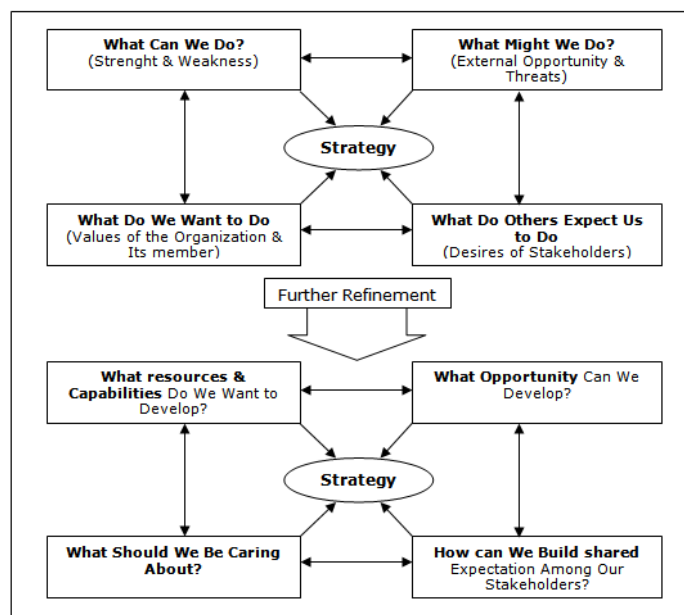 What Can We Do?
(Strenght & Weakness)
What Might We Do?
(External Opportunity &
Threats)
Strategy
What Do We Want to Do
(Values of the Organization &
Its member)
What Do Others Expect Us
to Do
(Desires of Stakeholders)
Further Refinement
What resources &
Capabilities Do We Want to
Develop?
What Opportunity Can We
Develop?
Strategy
What Should We Be Caring
About?
How can We Build shared
Expectation Among Our
Stakeholders?